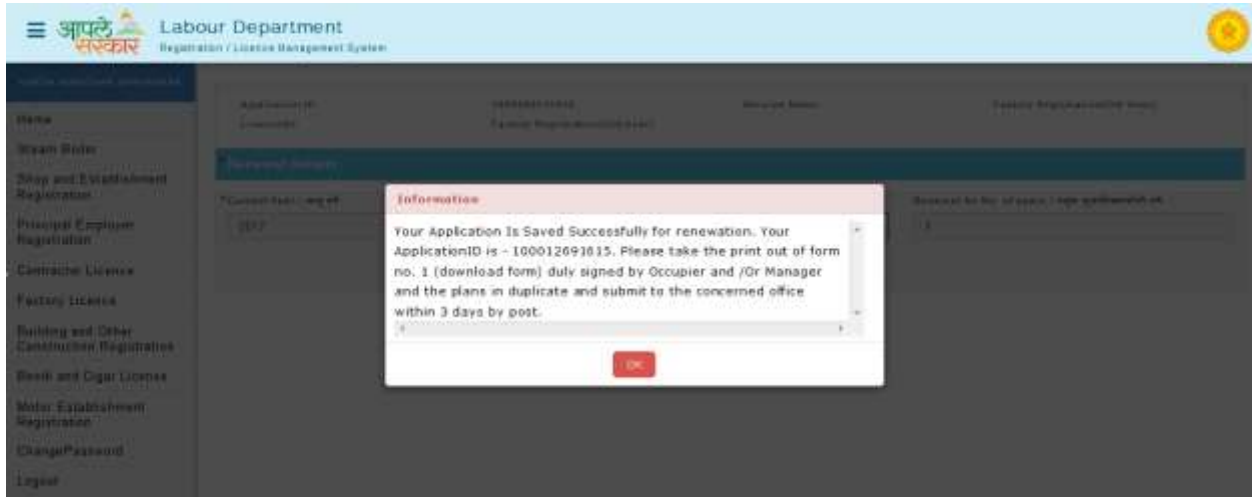 आपले सरकार
Labour Department
Registration / Licence Management System
Home
Steam Boiler
Shop and Establishment
Registration
Principal Employer
Registration
Contractor Licence
Factory Licence
Building and Other
Construction Registration
Beedi and Cigar License
Motor Establishment
Registration
ChangePassword
Logout
Information
Your Application Is Saved Successfully for renewation. Your
ApplicationID is - 100012691615. Please take the print out of form
no. 1 (download form) duly signed by Occupier and /Or Manager
and the plans in duplicate and submit to the concerned office
within 3 days by post.
OK